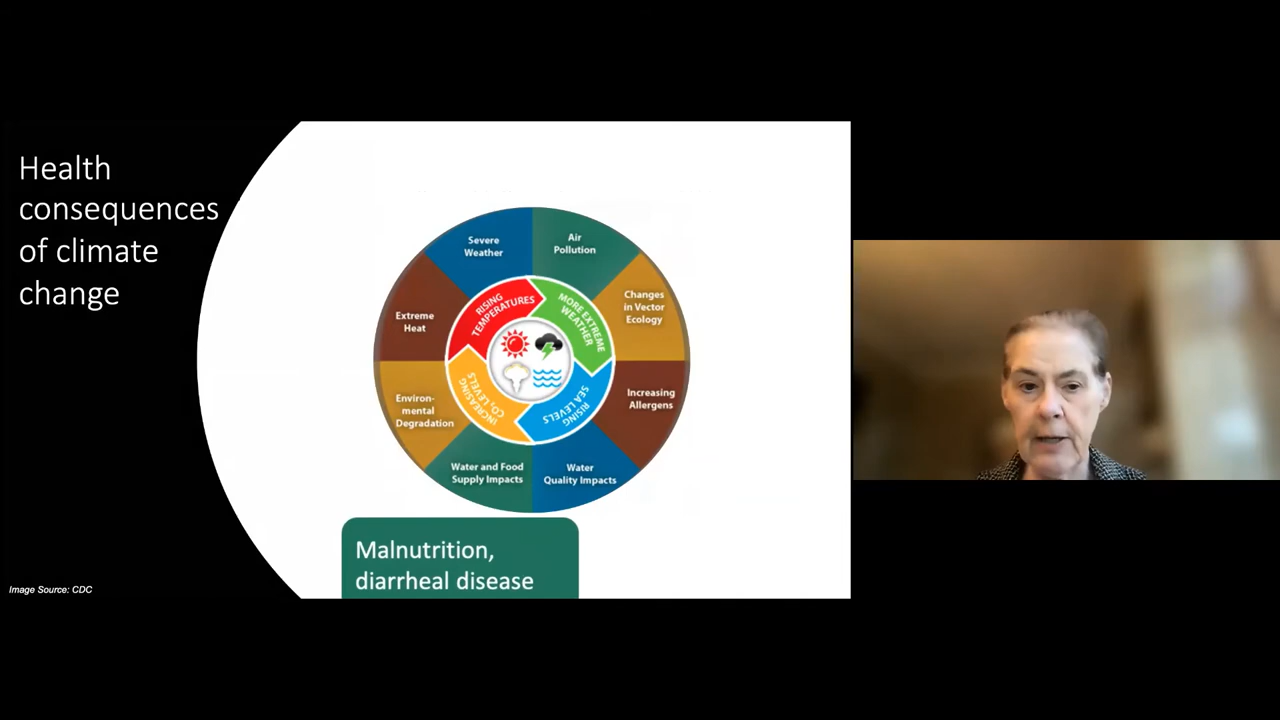 Health
consequences
of climate
change
Severe
Weather
Air
Pollution
Changes
in Vector
Ecology
Increasing
Allergens
Water
Quality Impacts
Water and Food
Supply Impacts
Environ-
mental
Degradation
Extreme
Heat
RISING
TEMPERATURES
MORE EXTREME
WEATHER
RISING
SEA LEVELS
INCREASING
CO₂ LEVELS
Malnutrition,
diarrheal disease
Image Source: CDC